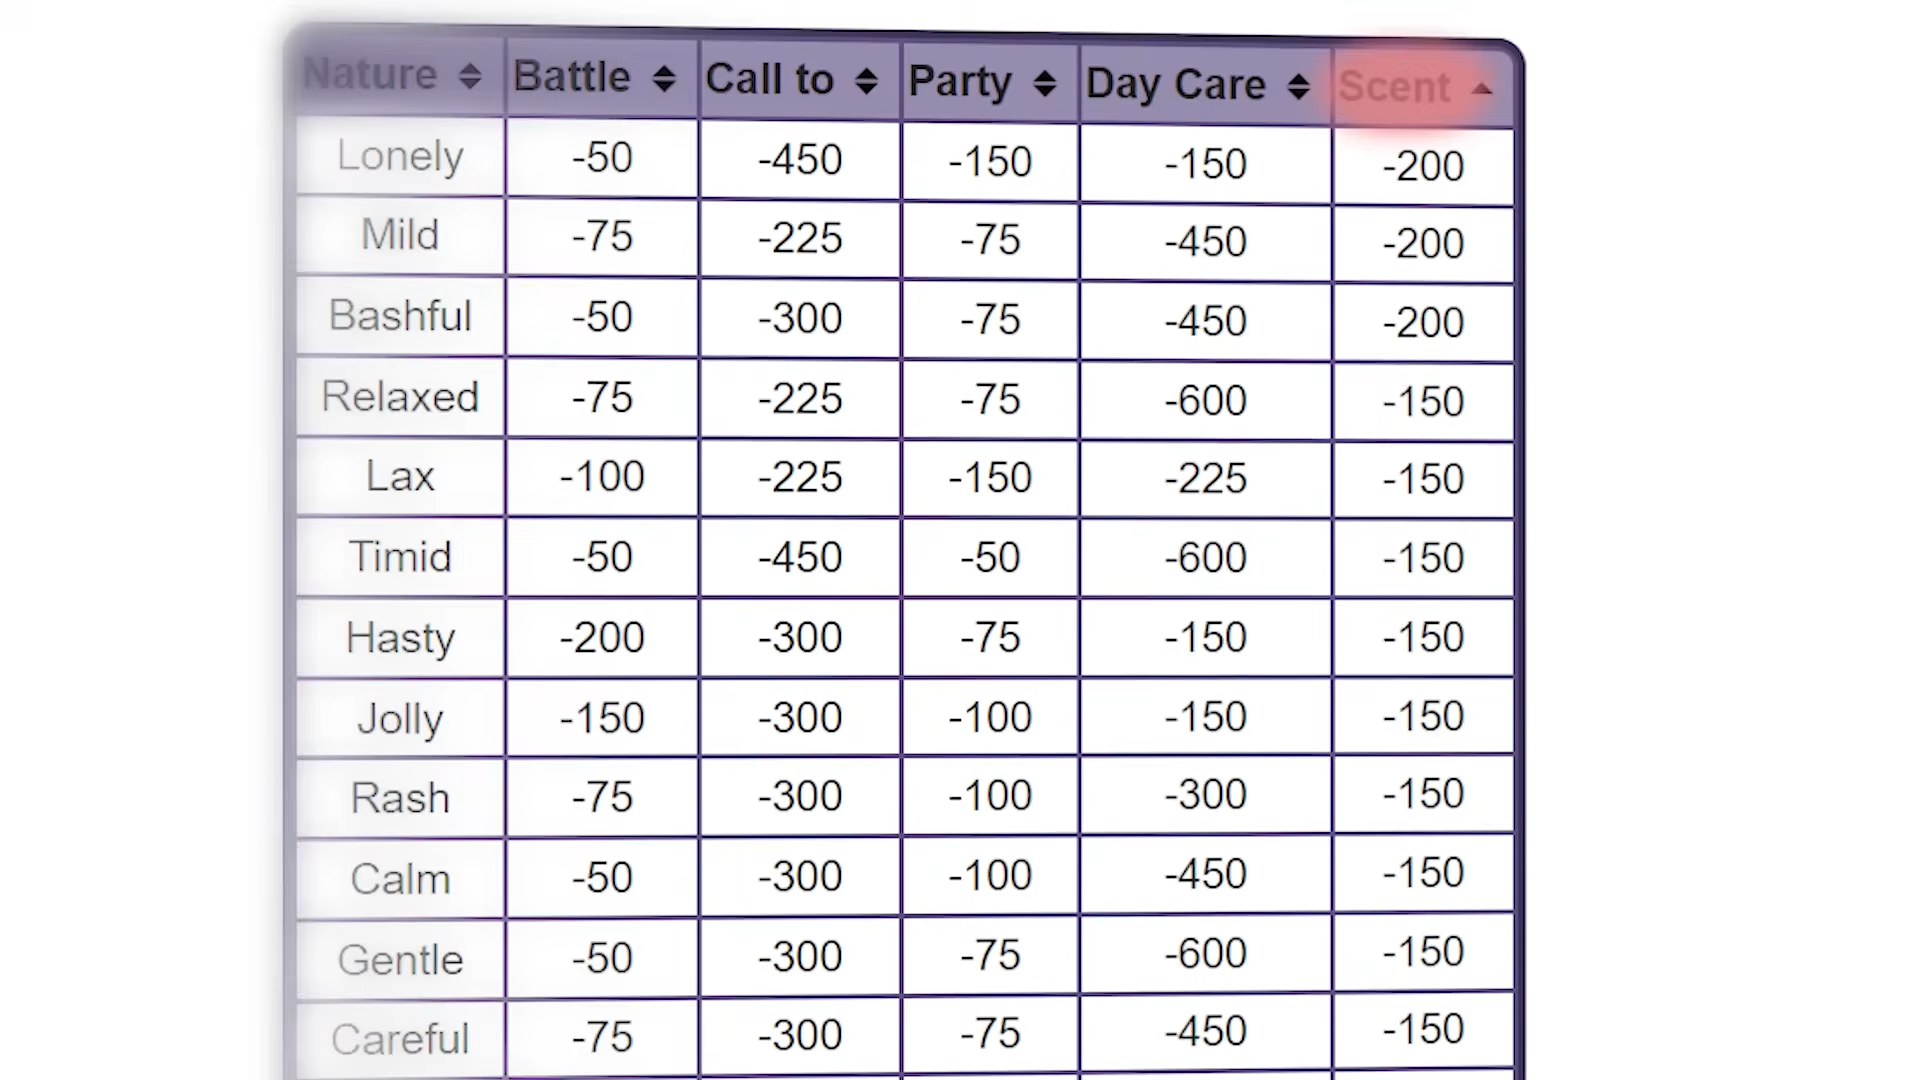 Nature Battle Call to Party Day Care Scent
Lonely -50 -450 -150 -150 -200
Mild -75 -225 -75 -450 -200
Bashful -50 -300 -75 -450 -200
Relaxed -75 -225 -75 -600 -150
Lax -100 -225 -150 -225 -150
Timid -50 -450 -50 -600 -150
Hasty -200 -300 -75 -150 -150
Jolly -150 -300 -100 -150 -150
Rash -75 -300 -100 -300 -150
Calm -50 -300 -100 -450 -150
Gentle -50 -300 -75 -600 -150
Careful -75 -300 -75 -450 -150